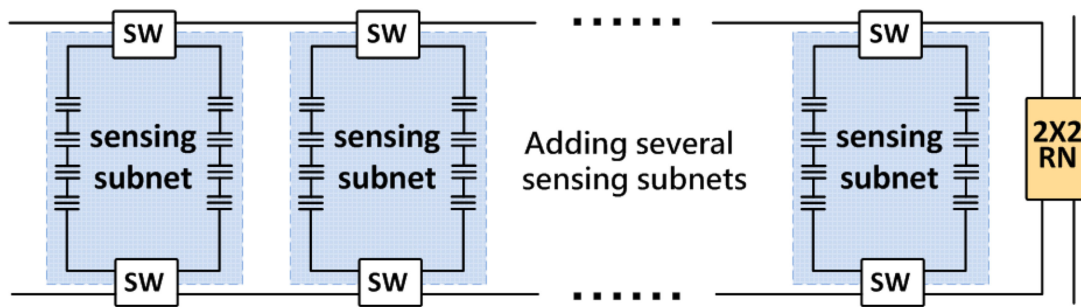 SW
SW
SW
sensing
subnet
sensing
subnet
Adding several
sensing subnets
sensing
subnet
2X2
RN
SW
SW
SW